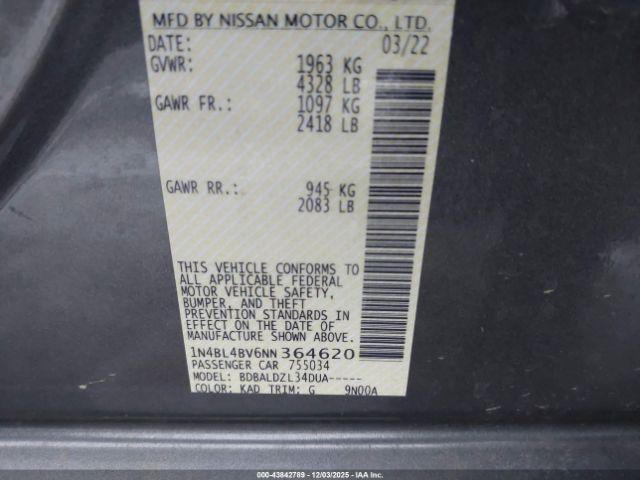 MFD BY NISSAN MOTOR CO., LTD.
DATE: 03/22
GVWR: 1963 KG
4328 LB
GAWR FR.: 1097 KG
2418 LB
GAWR RR.: 945 KG
2083 LB
THIS VEHICLE CONFORMS TO
ALL APPLICABLE FEDERAL
MOTOR VEHICLE SAFETY,
BUMPER, AND THEFT
PREVENTION STANDARDS IN
EFFECT ON THE DATE OF
MANUFACTURE SHOWN ABOVE.
1N4BL4BV6NN364620
PASSENGER CAR 755034
MODEL: BDBALDZL34DUA-----
COLOR: KAD TRIM: G 9N00A
000-43842789 - 12/03/2025 - IAA Inc.